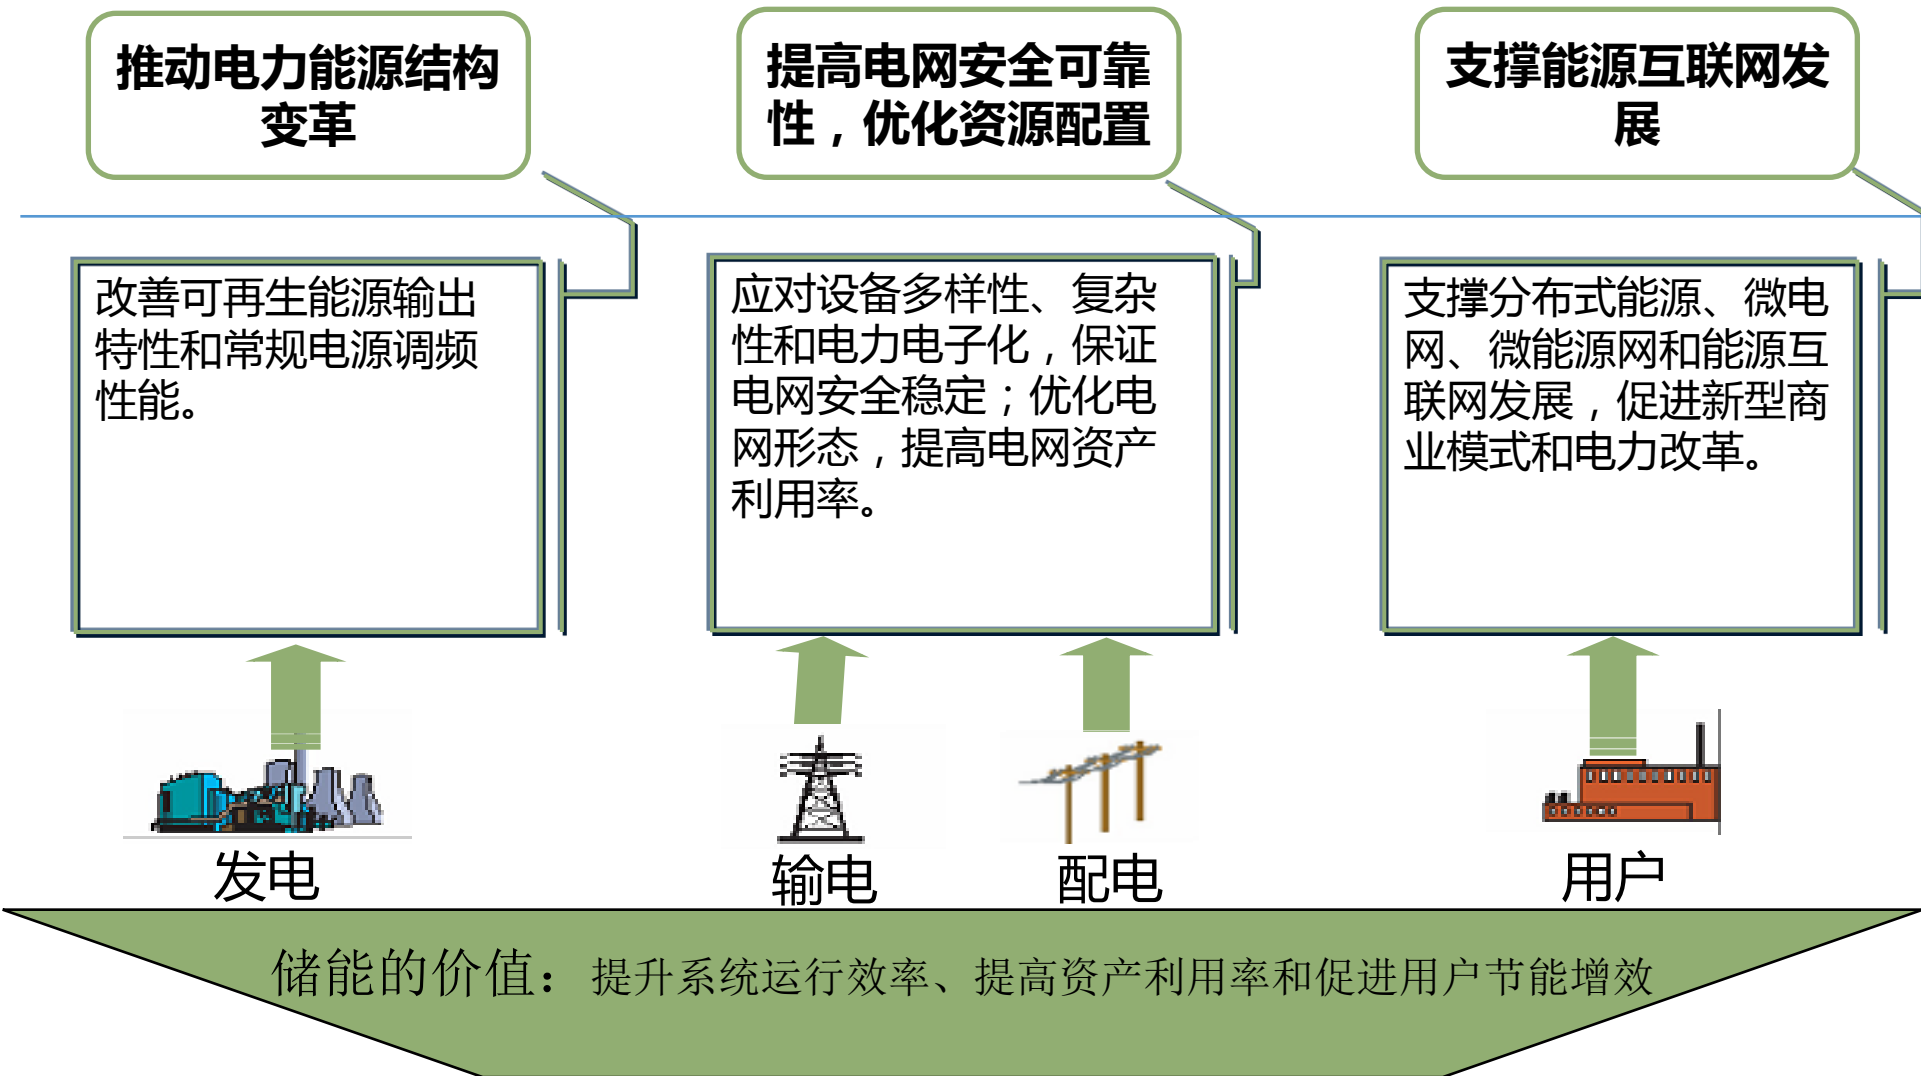 推动电力能源结构
变革
提高电网安全可靠
性，优化资源配置
支撑能源互联网发
展
改善可再生能源输出
特性和常规电源调频
性能。
应对设备多样性、复杂
性和电力电子化，保证
电网安全稳定；优化电
网形态，提高电网资产
利用率。
支撑分布式能源、微电
网、微能源网和能源互
联网发展，促进新型商
业模式和电力改革。
发电
输电
配电
用户
储能的价值：提升系统运行效率、提高资产利用率和促进用户节能增效